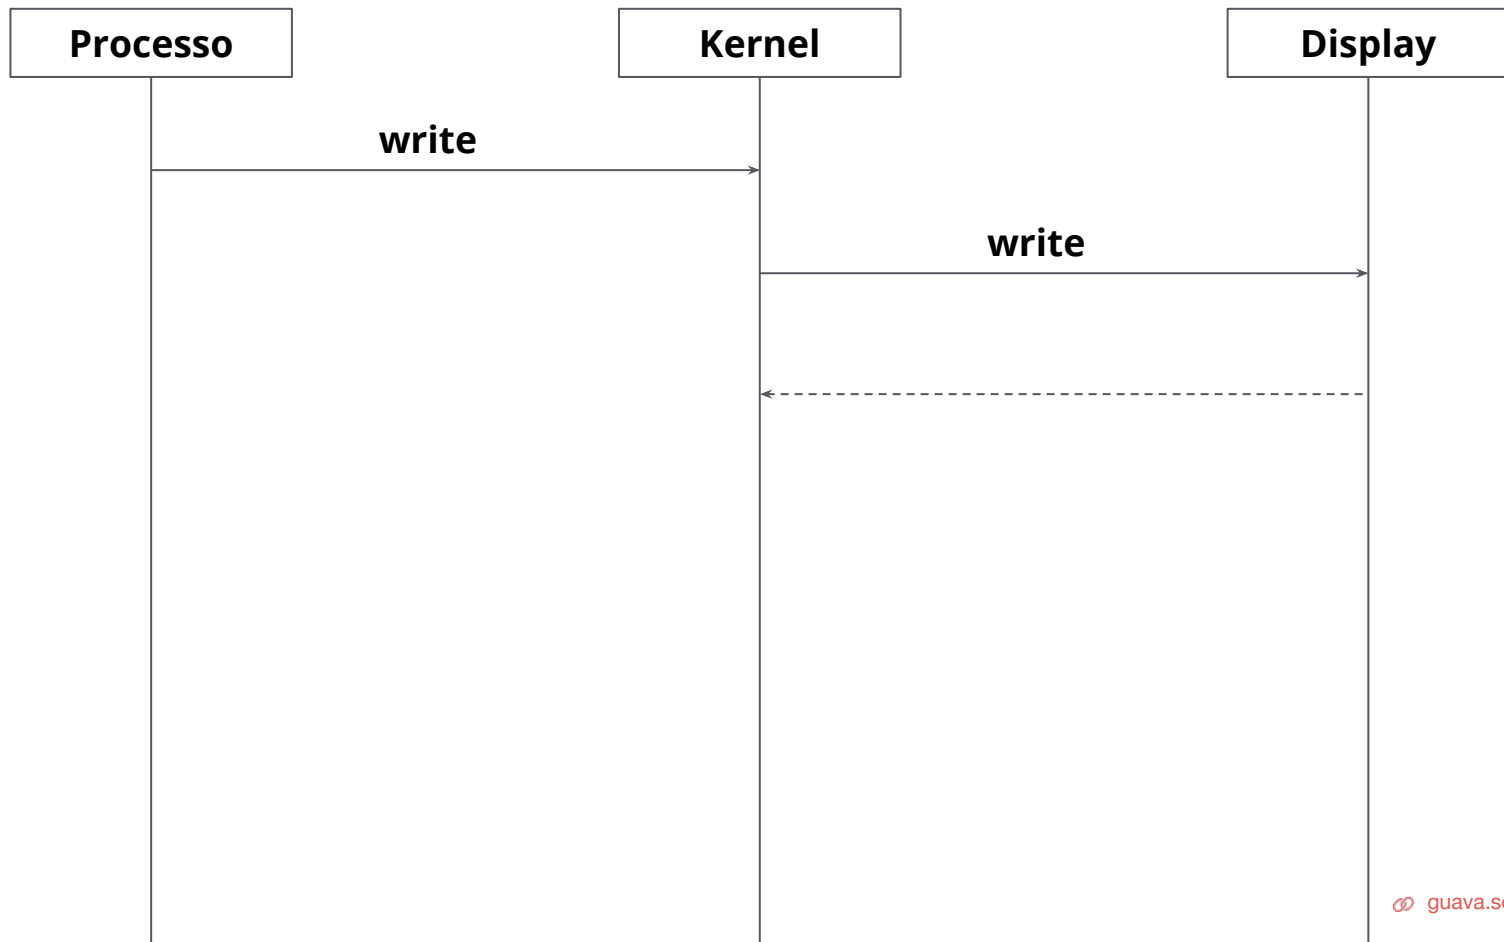 Processo
Kernel
Display
write
write